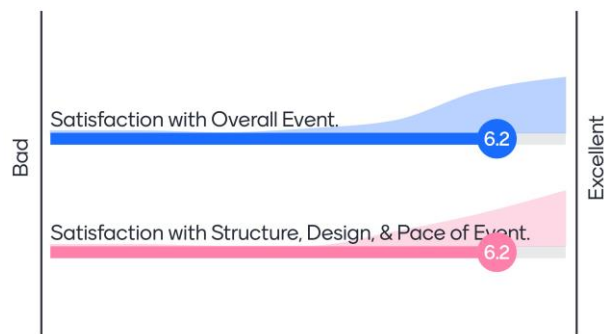 Bad
Satisfaction with Overall Event.
6.2
Satisfaction with Structure, Design, & Pace of Event.
6.2
Excellent